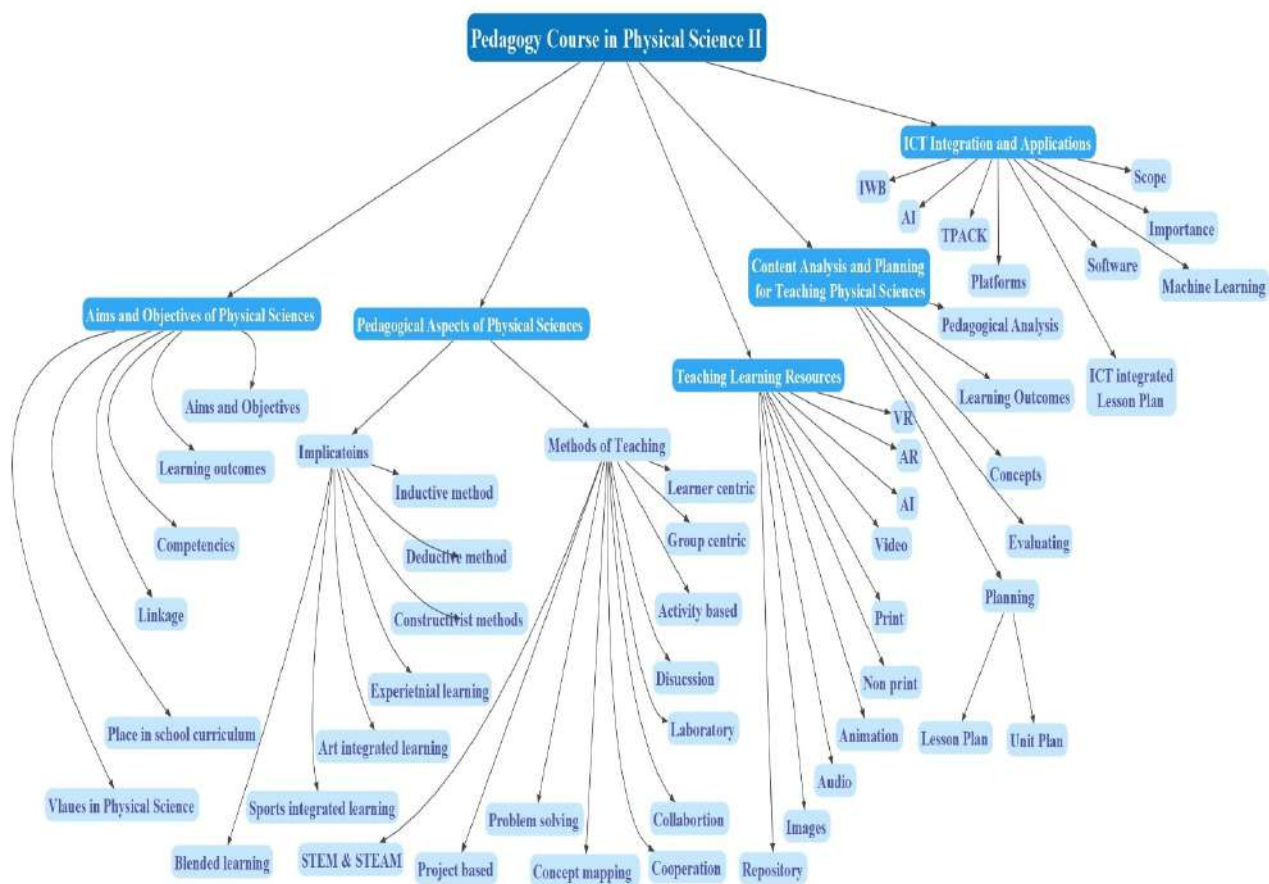 Pedagogy Course in Physical Science II
ICT Integration and Applications
IWB
AI
TPACK
Platforms
Scope
Importance
Software
Machine Learning
ICT integrated
Lesson Plan
Content Analysis and Planning
for Teaching Physical Sciences
Pedagogical Analysis
Learning Outcomes
Concepts
Evaluating
Planning
Lesson Plan
Unit Plan
Aims and Objectives of Physical Sciences
Aims and Objectives
Learning outcomes
Competencies
Linkage
Place in school curriculum
Vlaues in Physical Science
Pedagogical Aspects of Physical Sciences
Implicatoins
Inductive method
Deductive method
Constructivist methods
Experietnial learning
Art integrated learning
Sports integrated learning
Blended learning
Methods of Teaching
Learner centric
Group centric
Activity based
Disucssion
Laboratory
Collabortion
Cooperation
Concept mapping
Problem solving
Project based
STEM & STEAM
Teaching Learning Resources
VR
AR
AI
Video
Print
Non print
Animation
Audio
Images
Repository